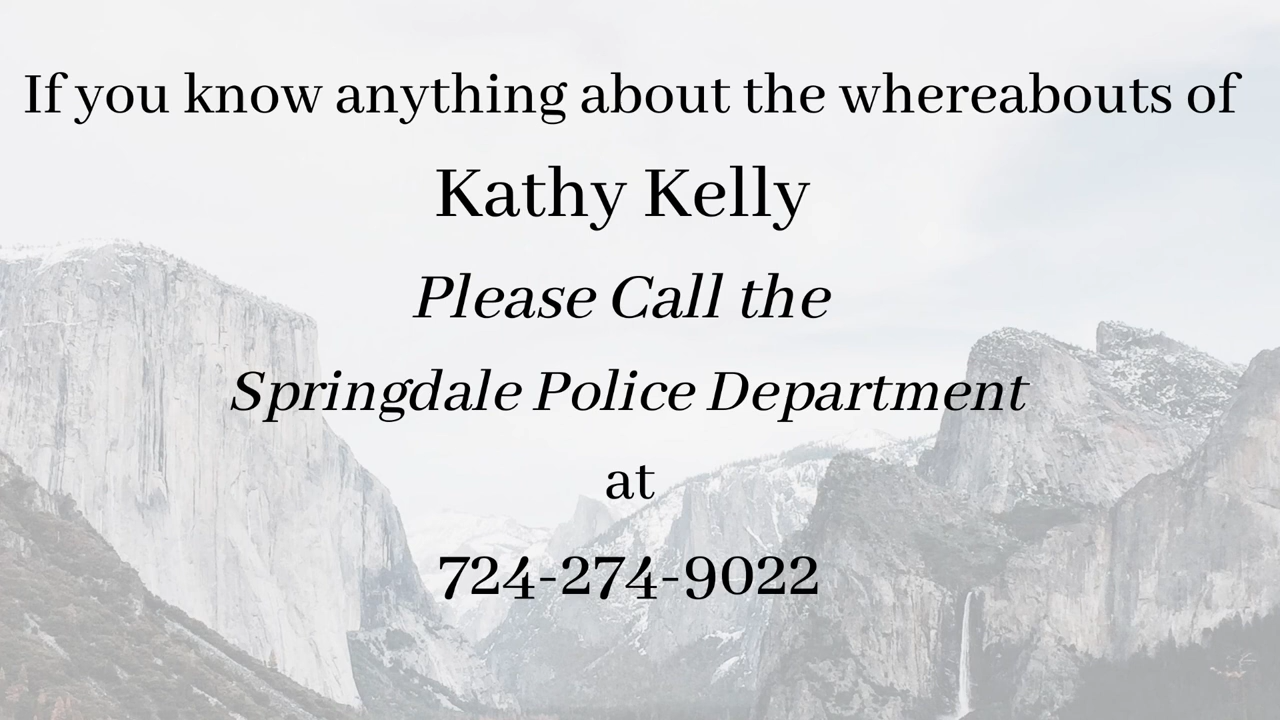 If you know anything about the whereabouts of
Kathy Kelly
Please Call the
Springdale Police Department
at
724-274-9022